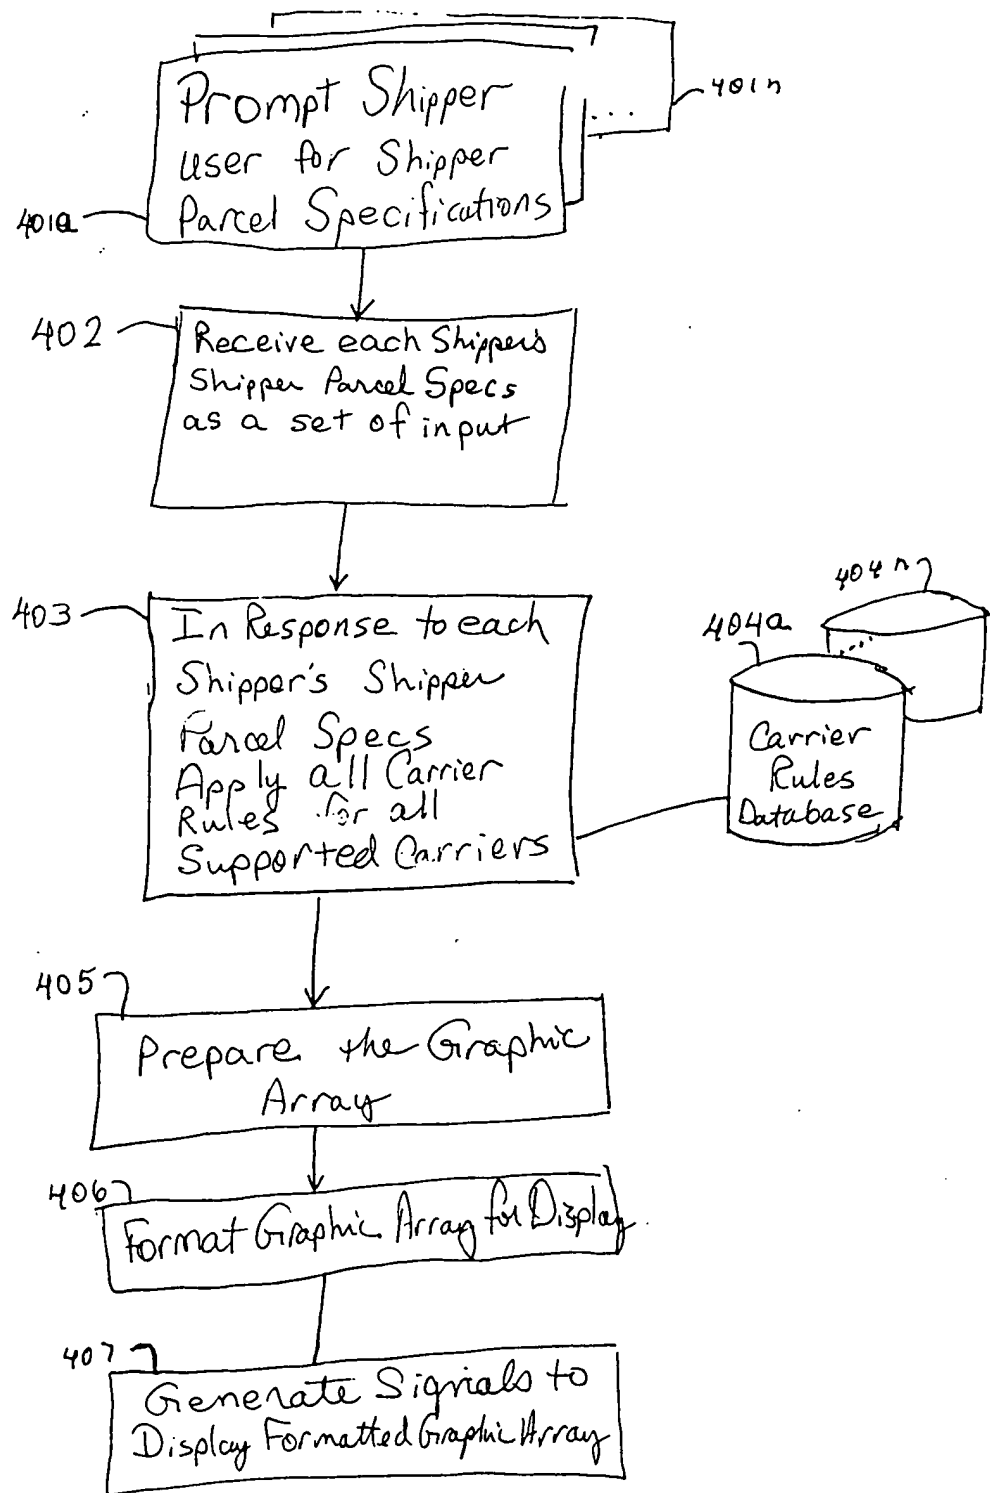 401n
Prompt Shipper
user for Shipper
Parcel Specifications
...
401a
402
Receive each Shipper's
Shipper Parcel Specs
as a set of input
403
In Response to each
Shipper's Shipper
Parcel Specs
Apply all Carrier
Rules for all
Supported Carriers
404n
404a
Carrier
Rules
Database
405
Prepare the Graphic
Array
406
Format Graphic Array for Display
407
Generate Signals to
Display Formatted Graphic Array